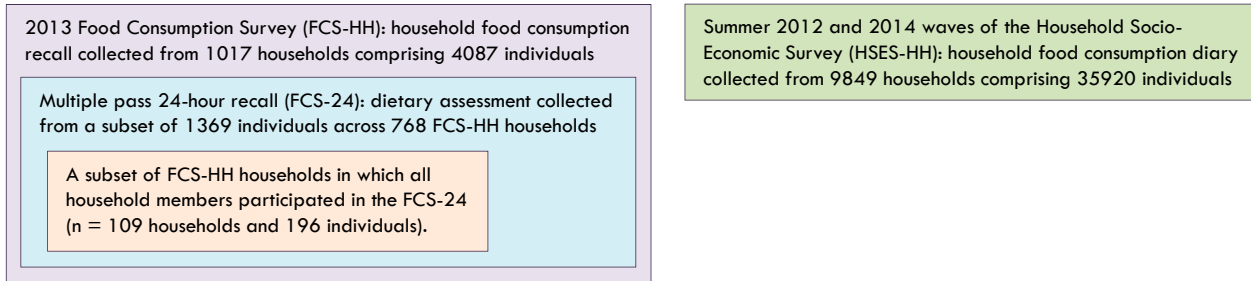 2013 Food Consumption Survey (FCS-HH): household food consumption
recall collected from 1017 households comprising 4087 individuals
Multiple pass 24-hour recall (FCS-24): dietary assessment collected
from a subset of 1369 individuals across 768 FCS-HH households
A subset of FCS-HH households in which all
household members participated in the FCS-24
(n = 109 households and 196 individuals).
Summer 2012 and 2014 waves of the Household Socio-
Economic Survey (HSES-HH): household food consumption diary
collected from 9849 households comprising 35920 individuals